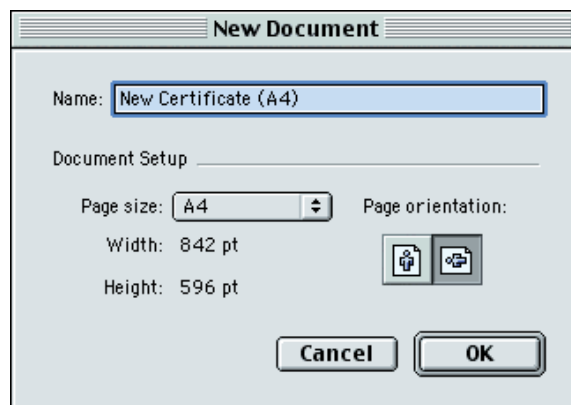 New Document
Name: New Certificate (A4)
Document Setup
Page size: A4 Page orientation:
Width: 842 pt
Height: 596 pt
Cancel OK